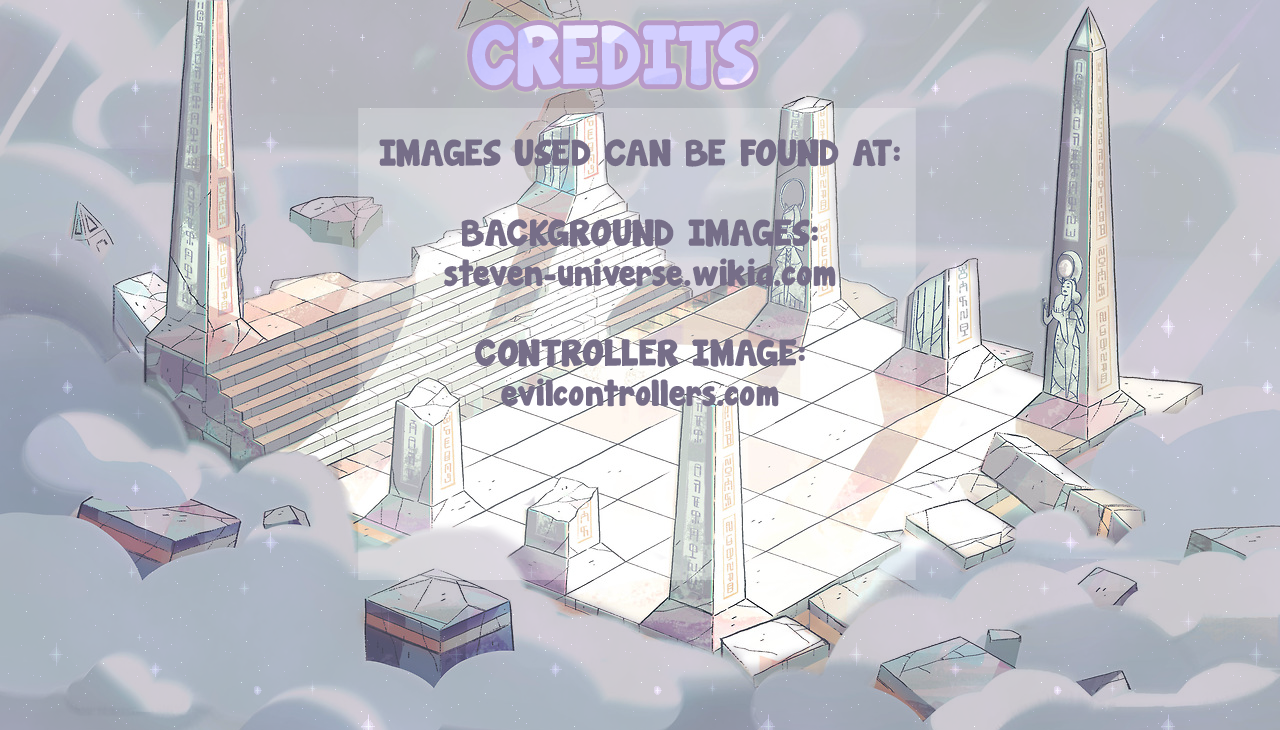 CREDITS
IMAGES USED CAN BE FOUND AT:
BACKGROUND IMAGES:
steven-universe.wikia.com
CONTROLLER IMAGE:
evilcontrollers.com